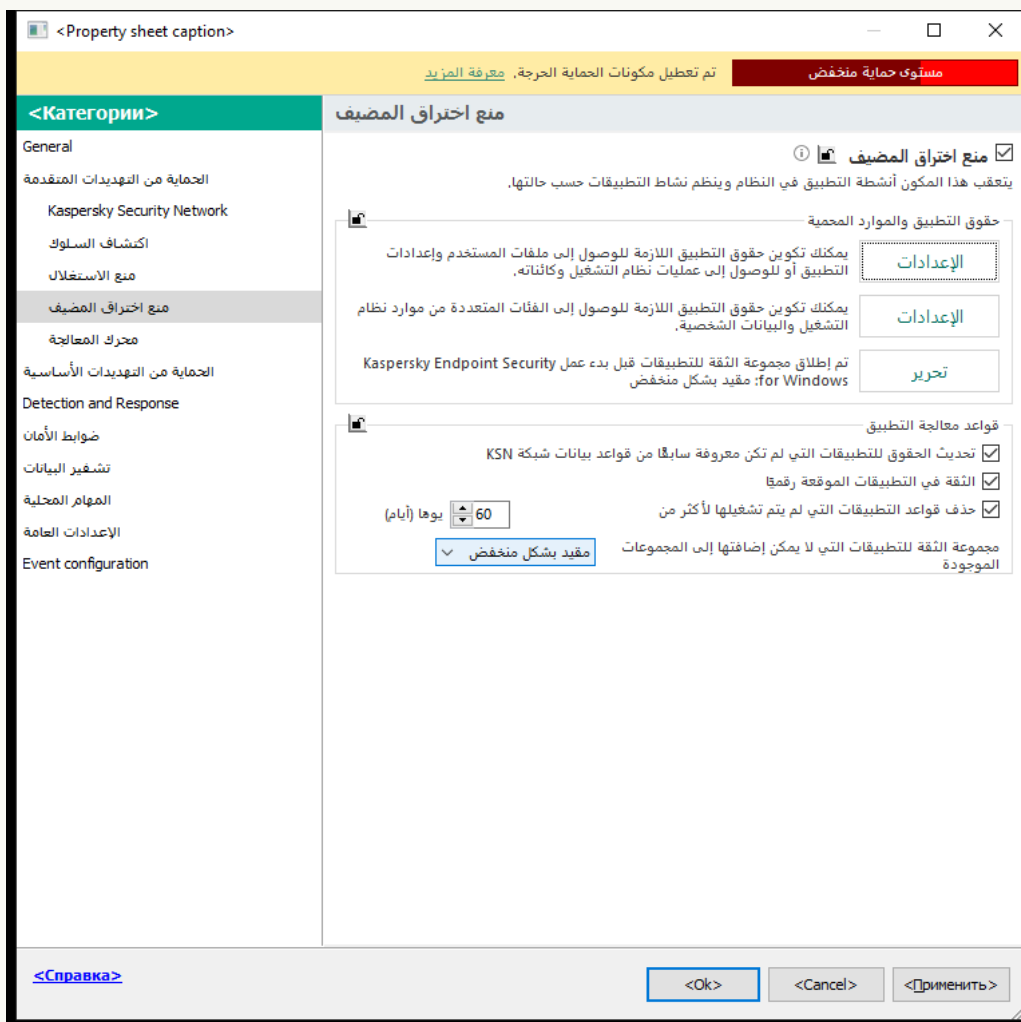 <Property sheet caption>
مستوى حماية منخفض
تم تعطيل مكونات الحماية الحرجة. معرفة المزيد
<Категории>
General
الحماية من التهديدات المتقدمة
Kaspersky Security Network
اكتشاف السلوك
منع الاستغلال
منع اختراق المضيف
محرك المعالجة
الحماية من التهديدات الأساسية
Detection and Response
ضوابط الأمان
تشفير البيانات
المهام المحلية
الإعدادات العامة
Event configuration
منع اختراق المضيف
منع اختراق المضيف
يتعقب هذا المكون أنشطة التطبيق في النظام وينظم نشاط التطبيقات حسب حالتها.
حقوق التطبيق والموارد المحمية
الإعدادات
يمكنك تكوين حقوق التطبيق اللازمة للوصول إلى ملفات المستخدم وإعدادات
التطبيق أو للوصول إلى عمليات نظام التشغيل وكائناته.
الإعدادات
يمكنك تكوين حقوق التطبيق اللازمة للوصول إلى الفئات المتعددة من موارد نظام
التشغيل والبيانات الشخصية.
تحرير
تم إطلاق مجموعة الثقة للتطبيقات قبل بدء عمل Kaspersky Endpoint Security
for Windows: مقيد بشكل منخفض
قواعد معالجة التطبيق
تحديث الحقوق للتطبيقات التي لم تكن معروفة سابقًا من قواعد بيانات شبكة KSN
الثقة في التطبيقات الموقعة رقميًا
حذف قواعد التطبيقات التي لم يتم تشغيلها لأكثر من 60 يوها (أيام)
مجموعة الثقة للتطبيقات التي لا يمكن إضافتها إلى المجموعات مقيد بشكل منخفض
الموجودة
<Справка>
<Ok> <Cancel> <Применить>